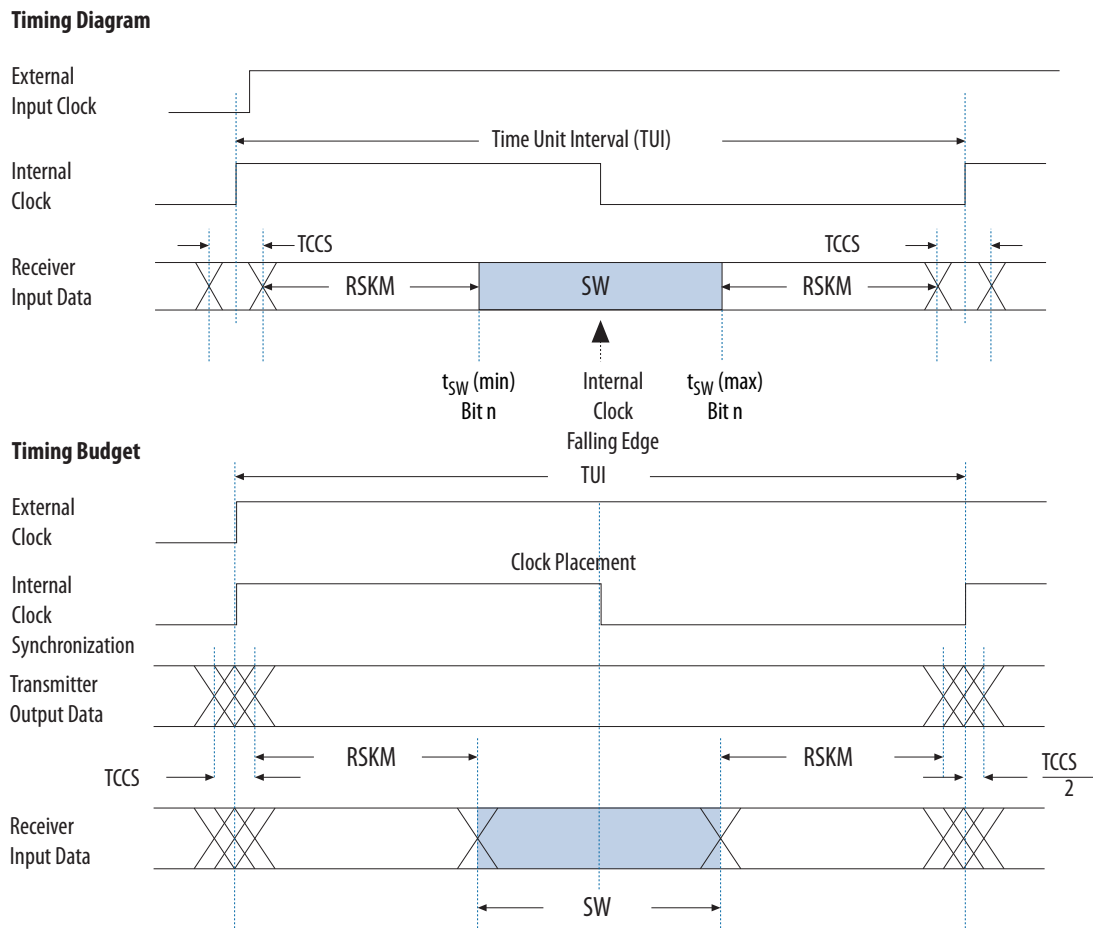 Timing Diagram
External
Input Clock
Time Unit Interval (TUI)
Internal
Clock
TCCS
TCCS
Receiver
Input Data
RSKM
SW
RSKM
tSW (min)
Bit n
Internal
Clock
Falling Edge
tSW (max)
Bit n
Timing Budget
TUI
External
Clock
Clock Placement
Internal
Clock
Synchronization
Transmitter
Output Data
RSKM
RSKM
TCCS
TCCS
2
Receiver
Input Data
SW